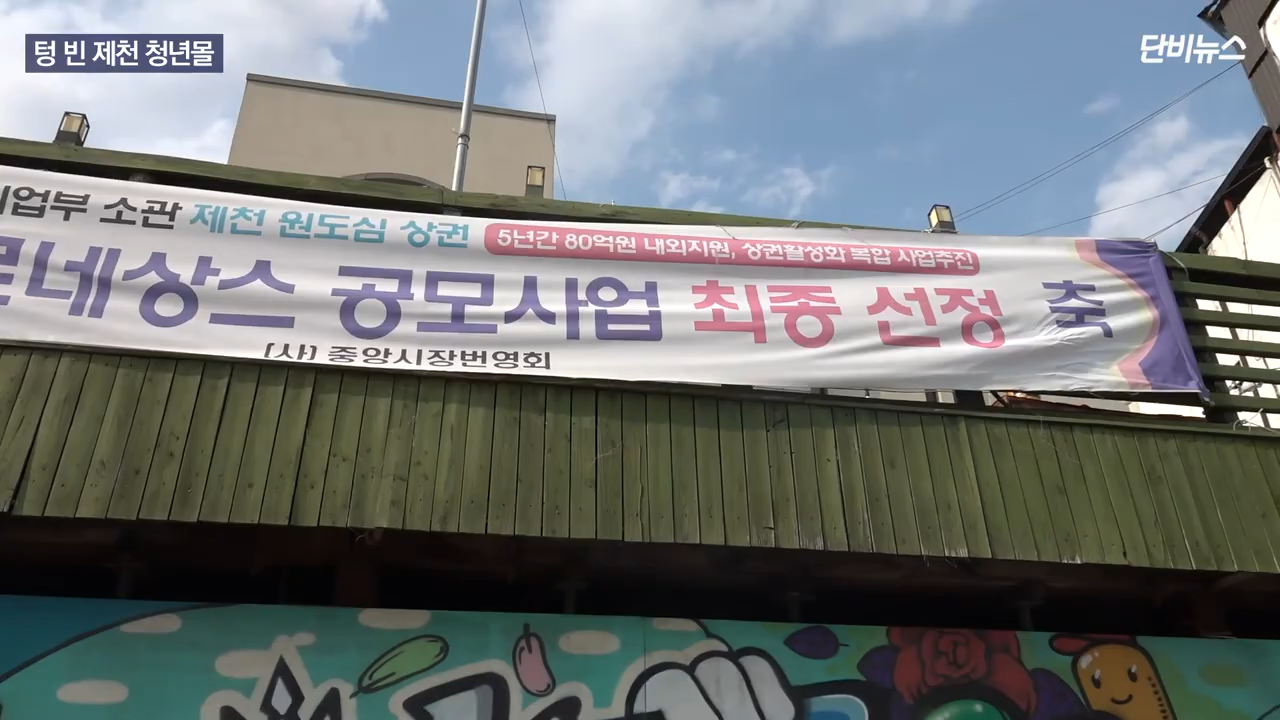 텅 빈 제천 청년몰
단비뉴스
업부 소관 제천 원도심 상권 5년간 80억원 내외지원, 상권활성화 복합 사업추진
르네상스 공모사업 최종 선정 축
(사) 중앙시장번영회